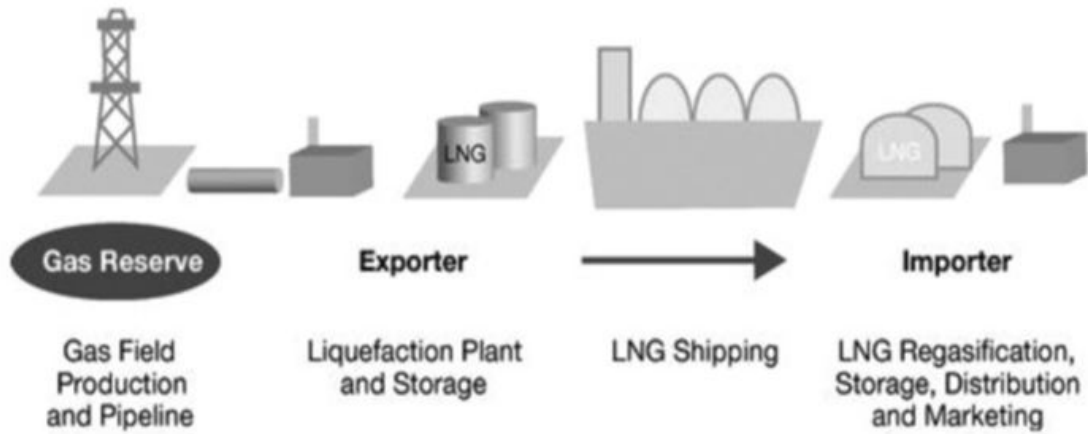 LNG
LNG
Gas Reserve
Exporter
Importer
Gas Field
Production
and Pipeline
Liquefaction Plant
and Storage
LNG Shipping
LNG Regasification,
Storage, Distribution
and Marketing